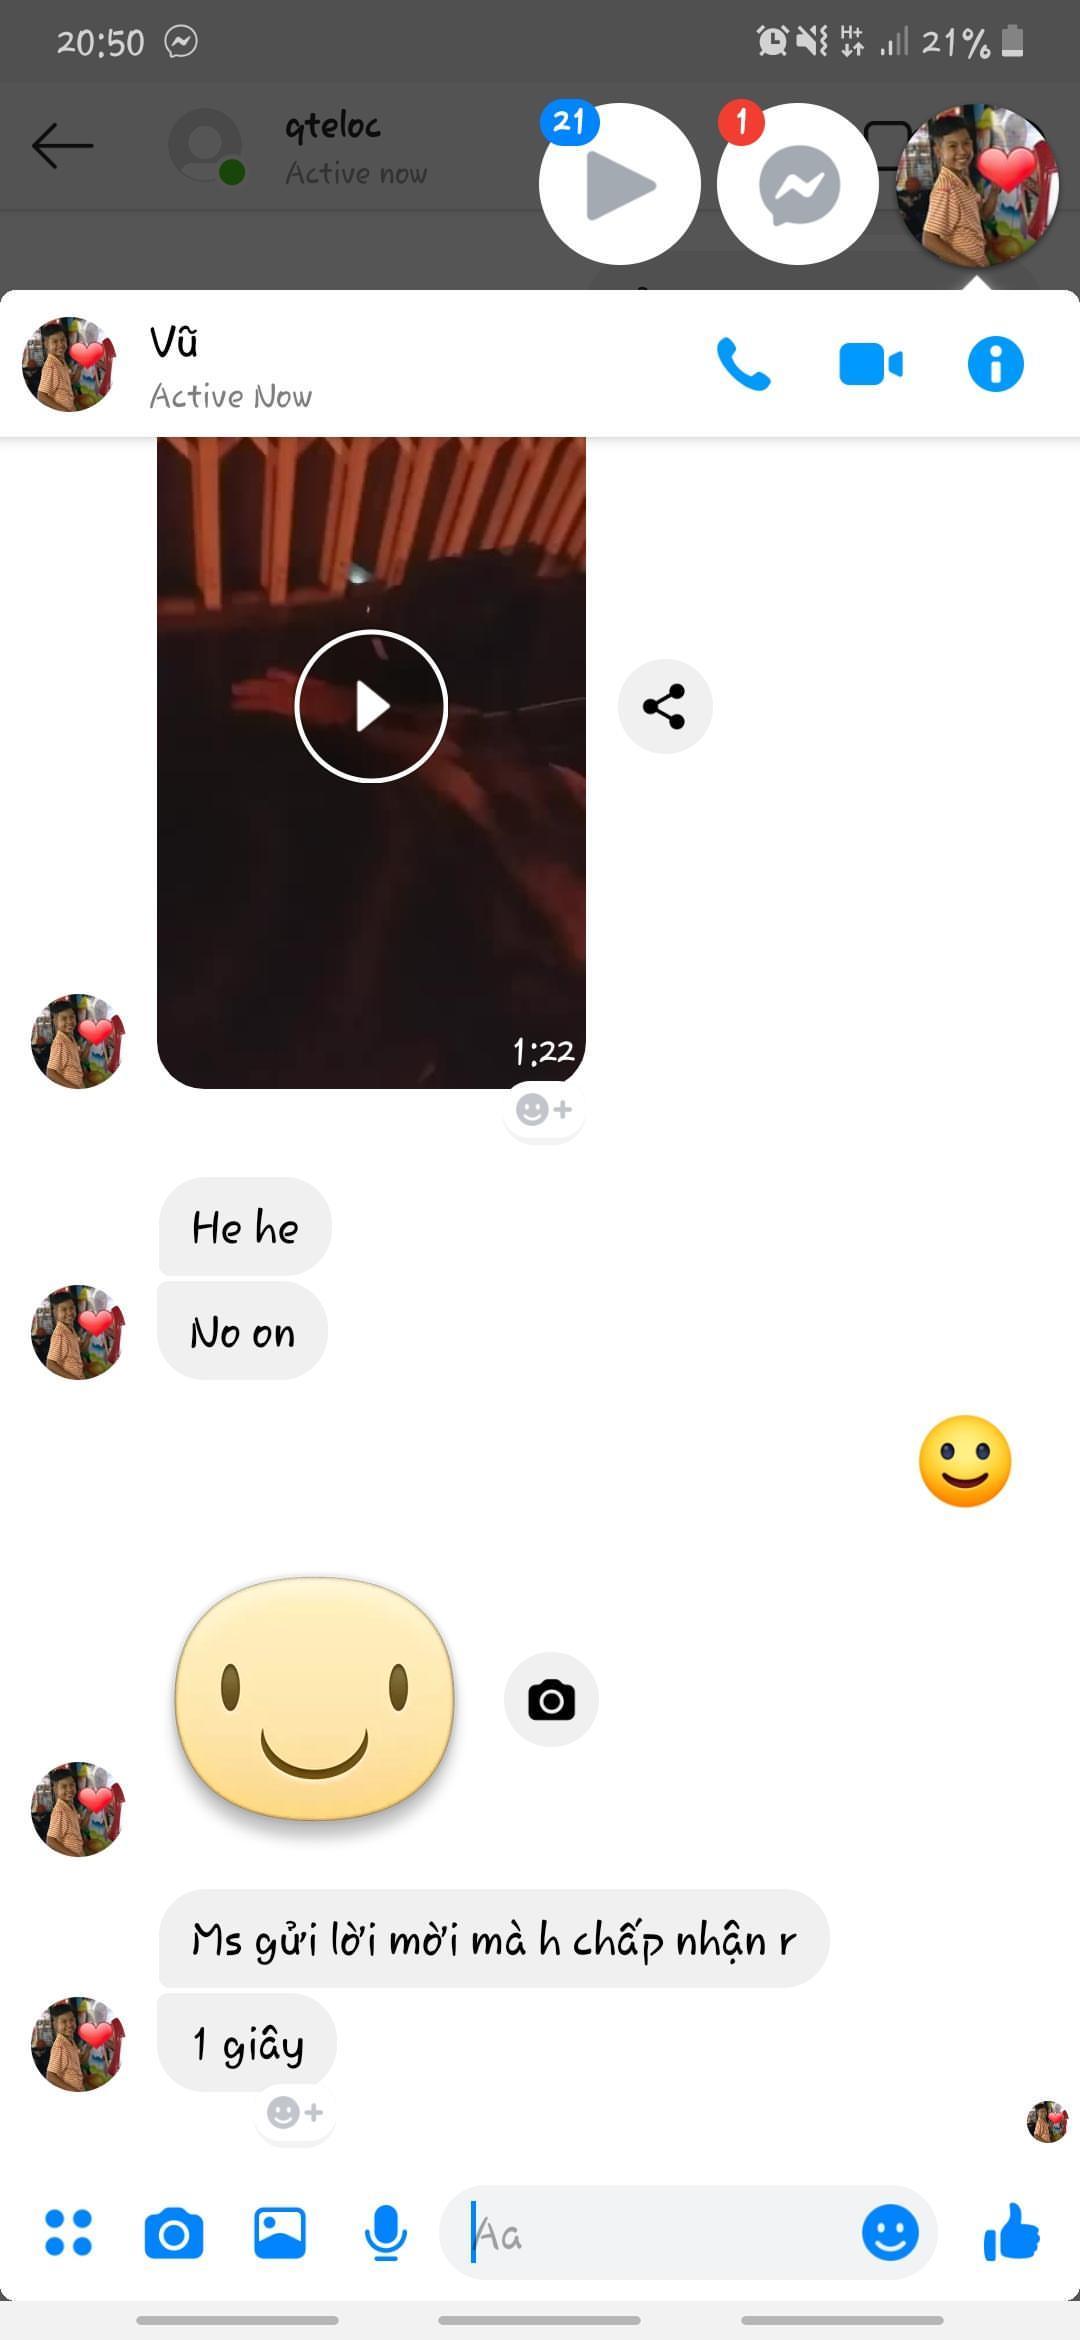 20:50
H+
21%
qteloc
Active now
21
1
Vũ
Active Now
1:22
He he
No on
Ms gửi lời mời mà h chấp nhận r
1 giây
Aa